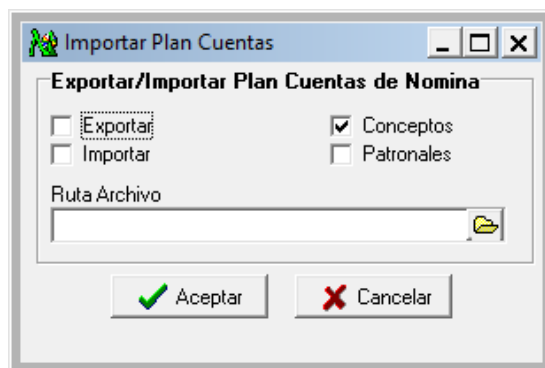 Importar Plan Cuentas
Exportar/Importar Plan Cuentas de Nomina
Exportar Conceptos
Importar Patronales
Ruta Archivo
Aceptar Cancelar